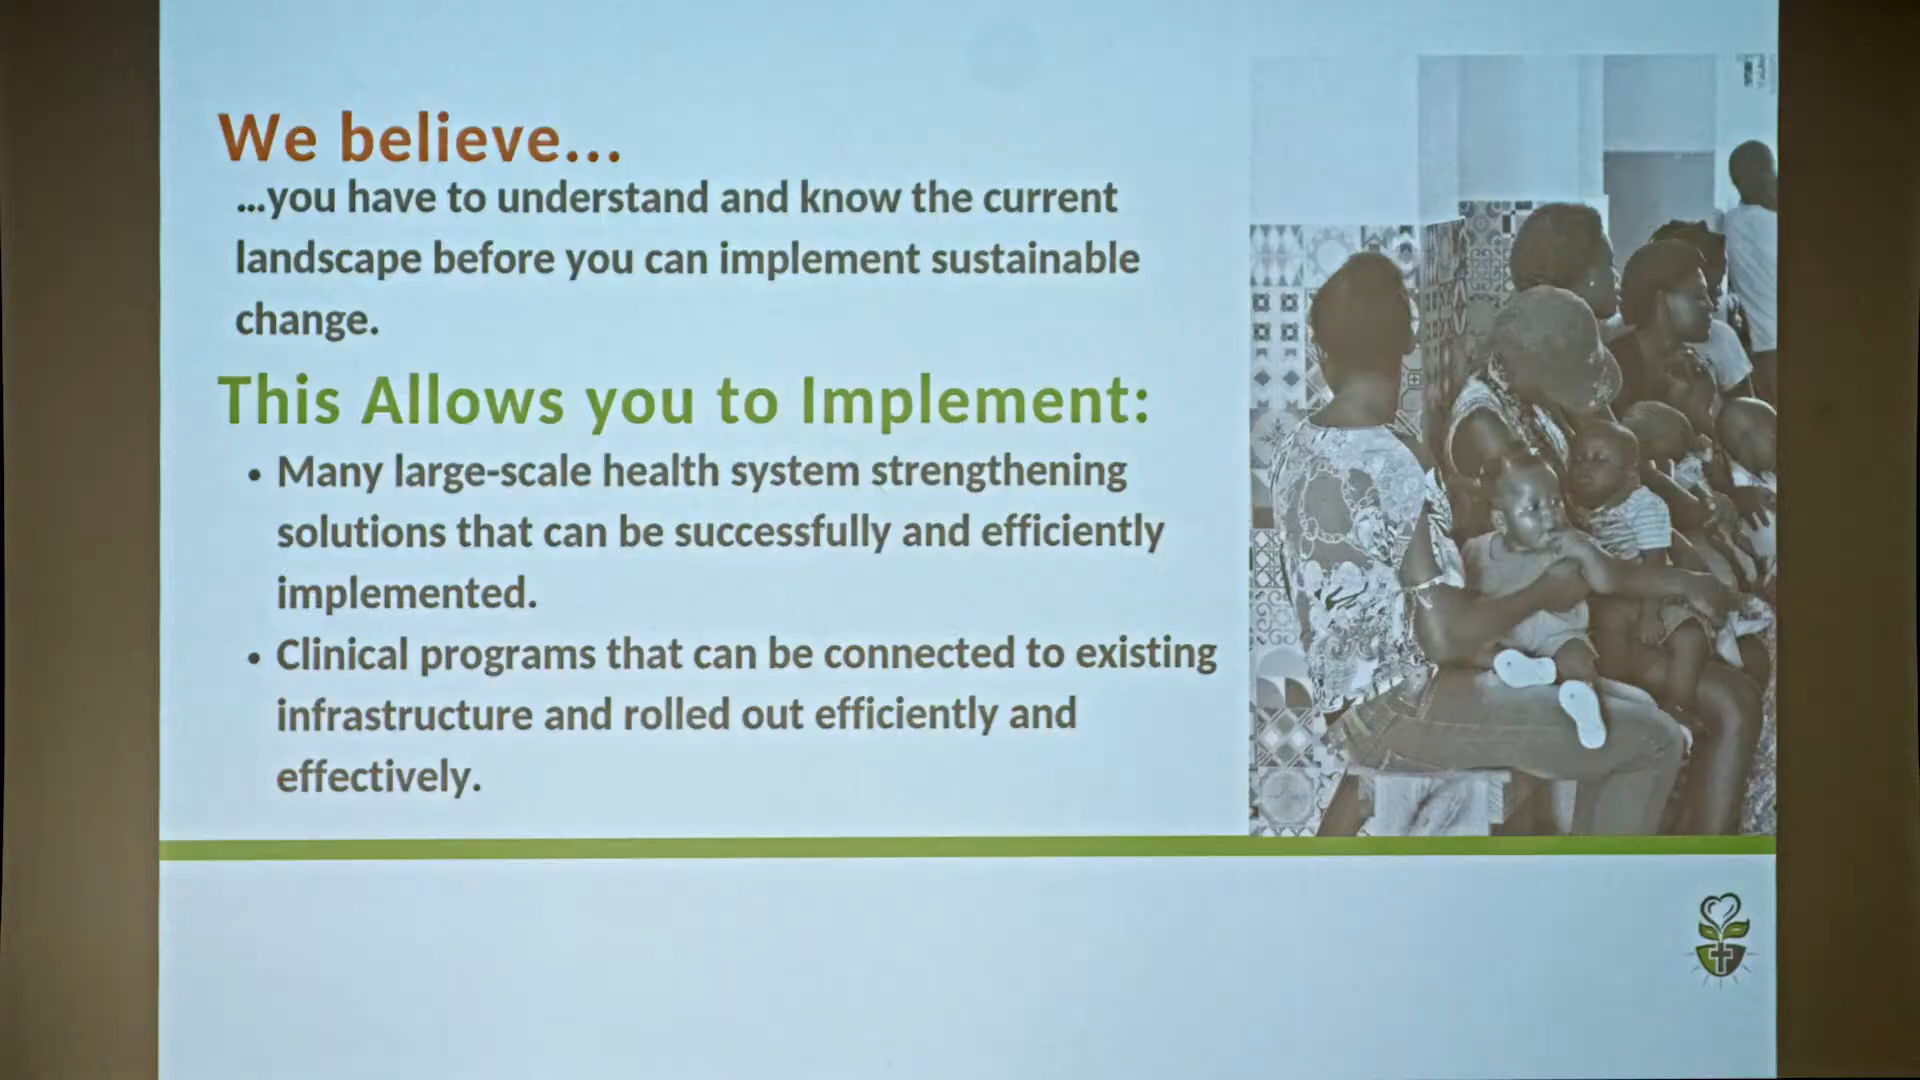 We believe...
...you have to understand and know the current
landscape before you can implement sustainable
change.
This Allows you to Implement:
• Many large-scale health system strengthening
solutions that can be successfully and efficiently
implemented.
• Clinical programs that can be connected to existing
infrastructure and rolled out efficiently and
effectively.